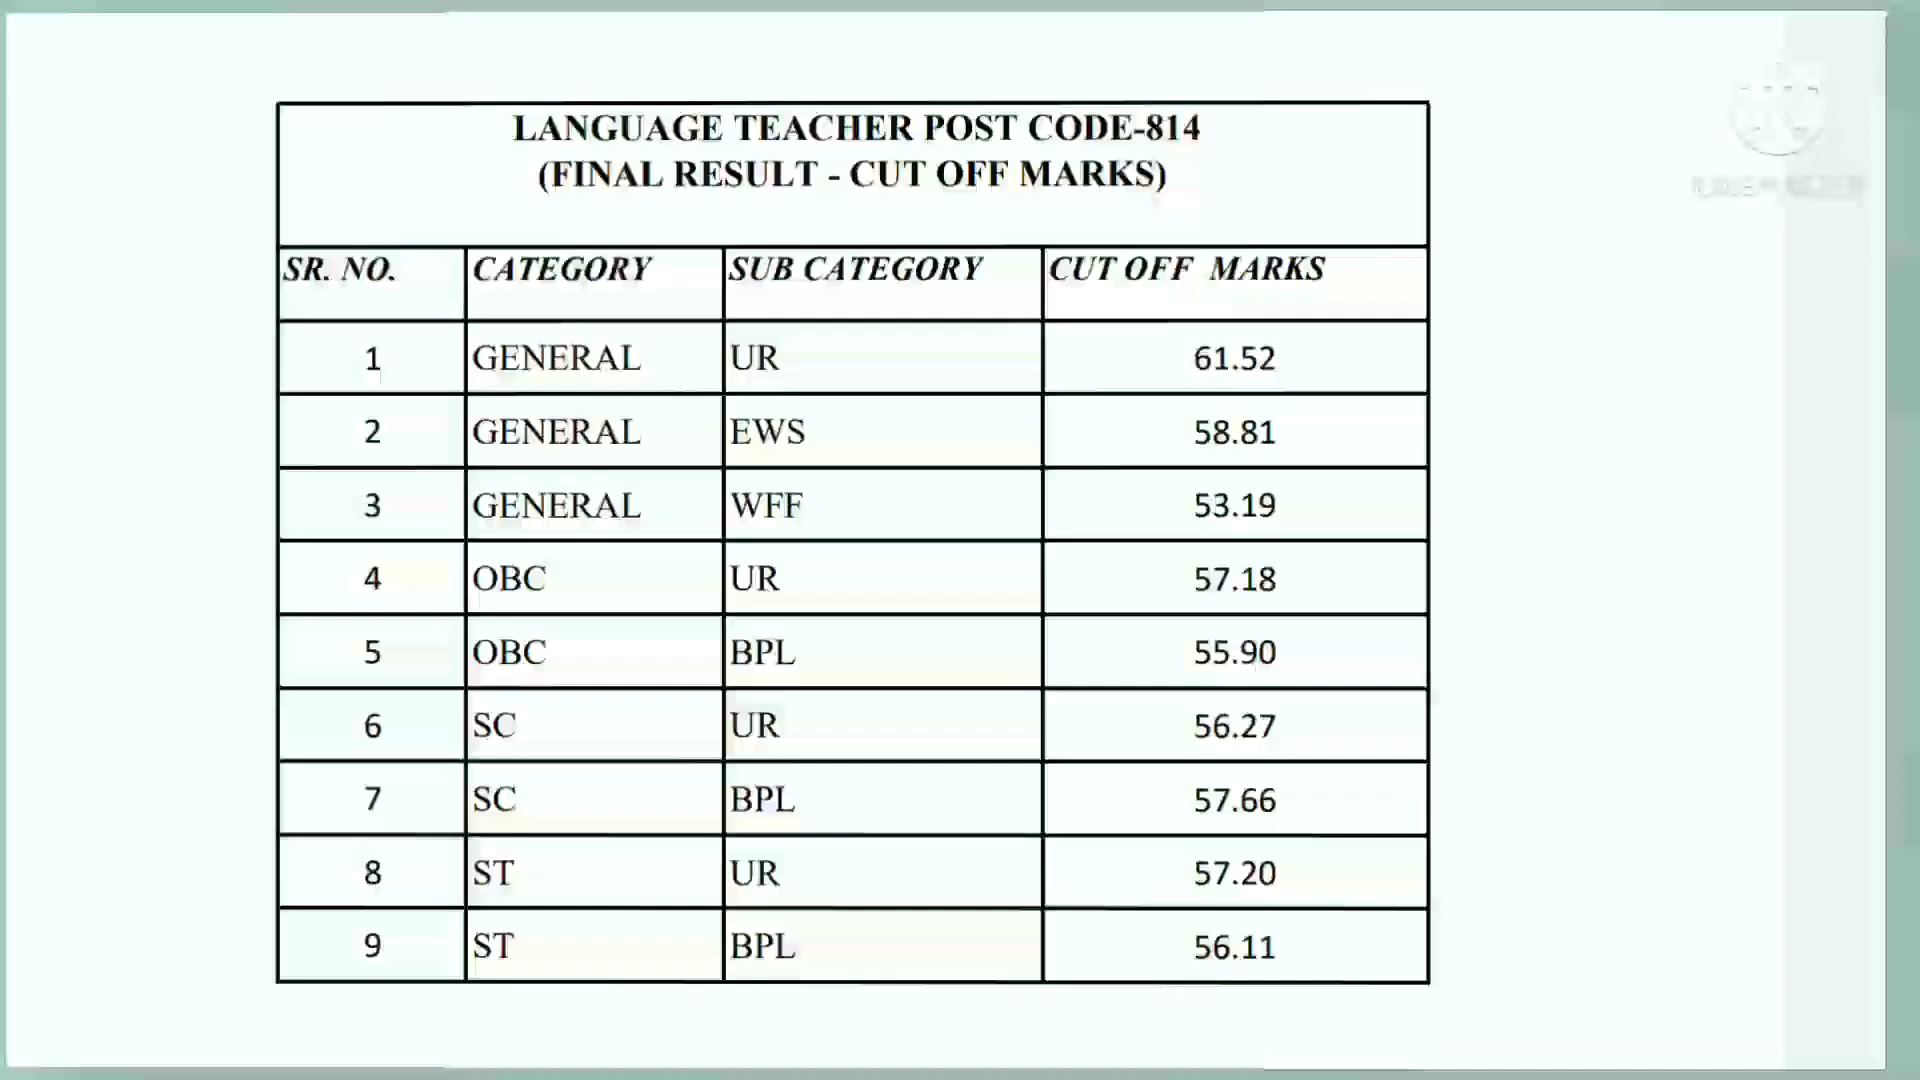 LANGUAGE TEACHER POST CODE-814
(FINAL RESULT - CUT OFF MARKS)
SR. NO. CATEGORY SUB CATEGORY CUT OFF MARKS
1 GENERAL UR 61.52
2 GENERAL EWS 58.81
3 GENERAL WFF 53.19
4 OBC UR 57.18
5 OBC BPL 55.90
6 SC UR 56.27
7 SC BPL 57.66
8 ST UR 57.20
9 ST BPL 56.11